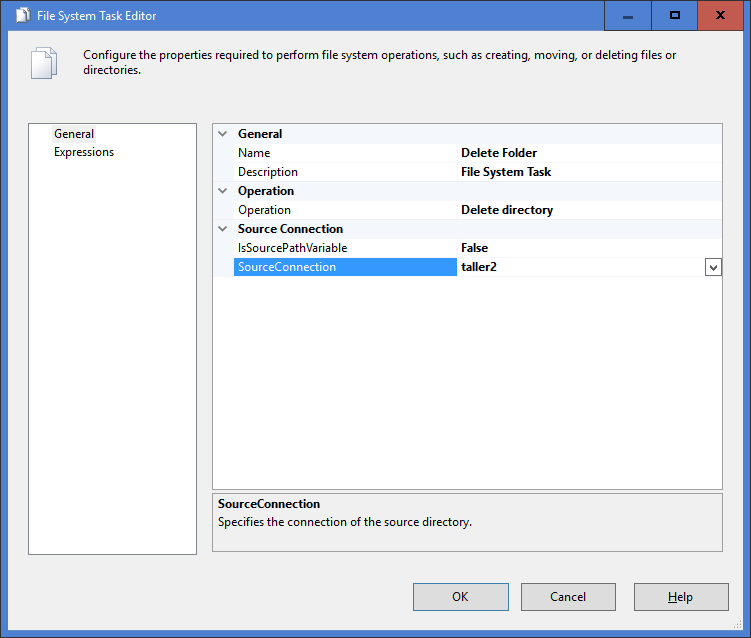 File System Task Editor
Configure the properties required to perform file system operations, such as creating, moving, or deleting files or
directories.
General
Expressions
General
Name Delete Folder
Description File System Task
Operation
Operation Delete directory
Source Connection
IsSourcePathVariable False
SourceConnection taller2
SourceConnection
Specifies the connection of the source directory.
OK Cancel Help